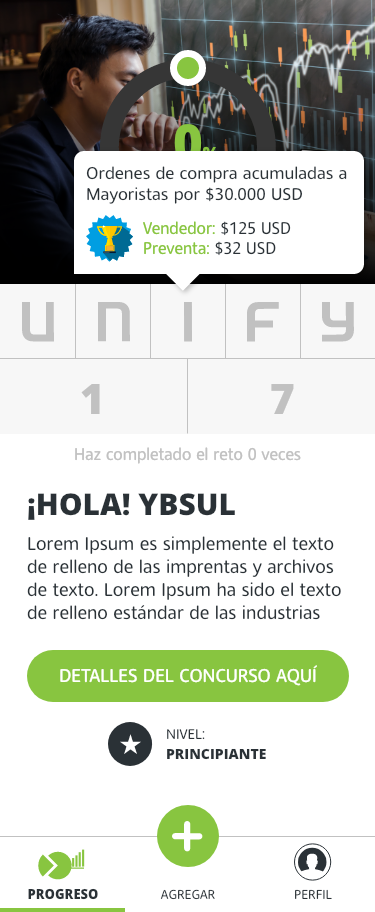 0%
Ordenes de compra acumuladas a
Mayoristas por $30.000 USD
Vendedor: $125 USD
Preventa: $32 USD
U N I F Y
1 7
Haz completado el reto 0 veces
¡HOLA! YBSUL
Lorem Ipsum es simplemente el texto
de relleno de las imprentas y archivos
de texto. Lorem Ipsum ha sido el texto
de relleno estándar de las industrias
DETALLES DEL CONCURSO AQUÍ
NIVEL:
PRINCIPIANTE
PROGRESO AGREGAR PERFIL